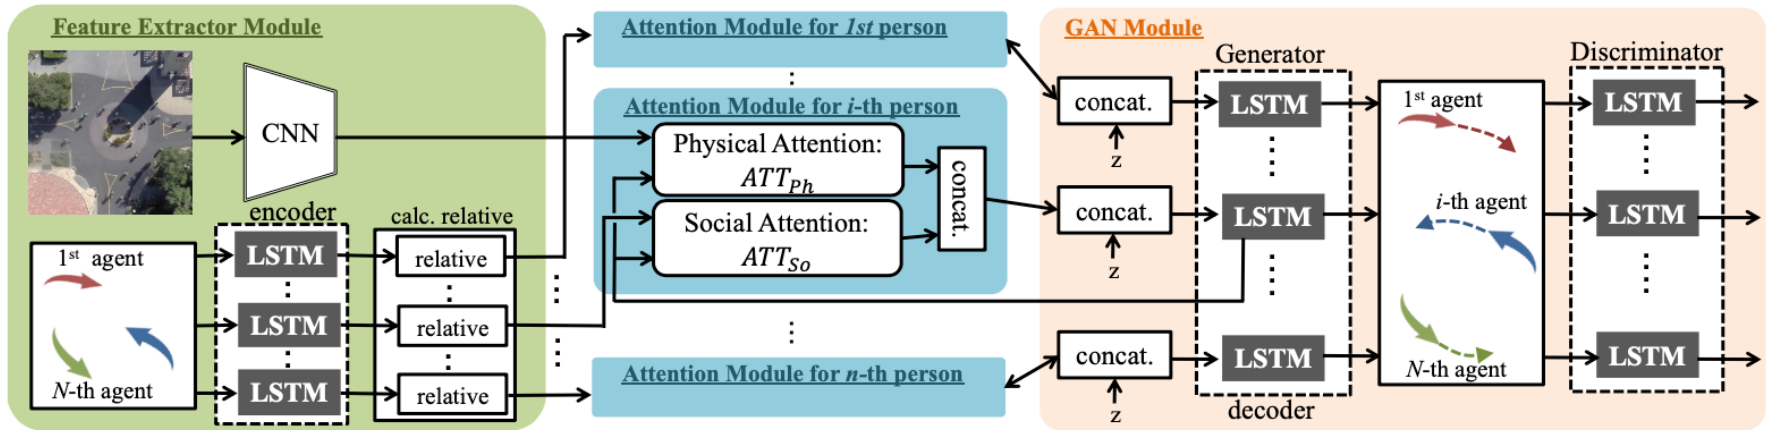 Feature Extractor Module
CNN
encoder
calc. relative
1st agent
N-th agent
LSTM
LSTM
LSTM
relative
relative
relative
Attention Module for 1st person
Attention Module for i-th person
Physical Attention:
ATT_Ph
Social Attention:
ATT_So
concat.
Attention Module for n-th person
GAN Module
concat.
z
concat.
z
concat.
z
Generator
LSTM
LSTM
LSTM
decoder
1st agent
i-th agent
N-th agent
Discriminator
LSTM
LSTM
LSTM